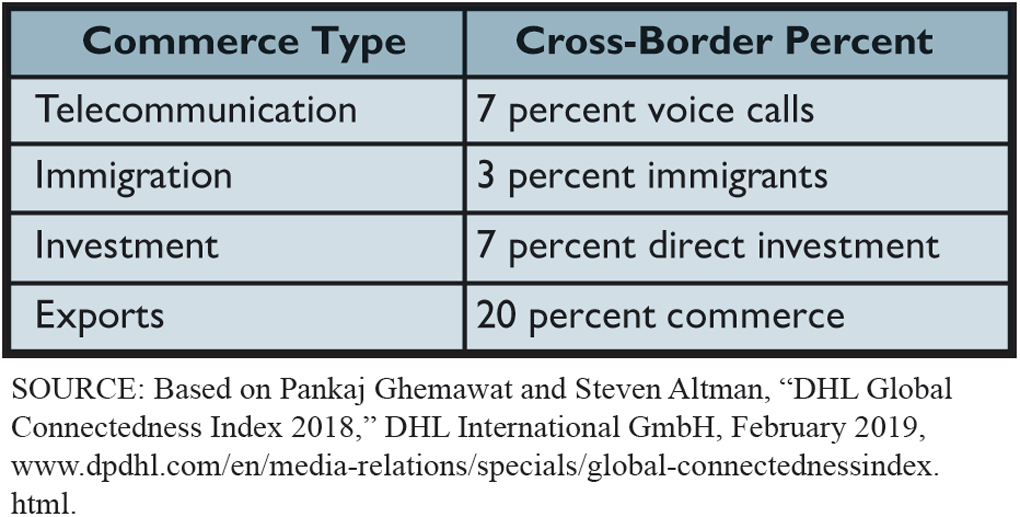 Commerce Type Cross-Border Percent
Telecommunication 7 percent voice calls
Immigration 3 percent immigrants
Investment 7 percent direct investment
Exports 20 percent commerce
SOURCE: Based on Pankaj Ghemawat and Steven Altman, “DHL Global
Connectedness Index 2018,” DHL International GmbH, February 2019,
www.dpdhl.com/en/media-relations/specials/global-connectednessindex.
html.